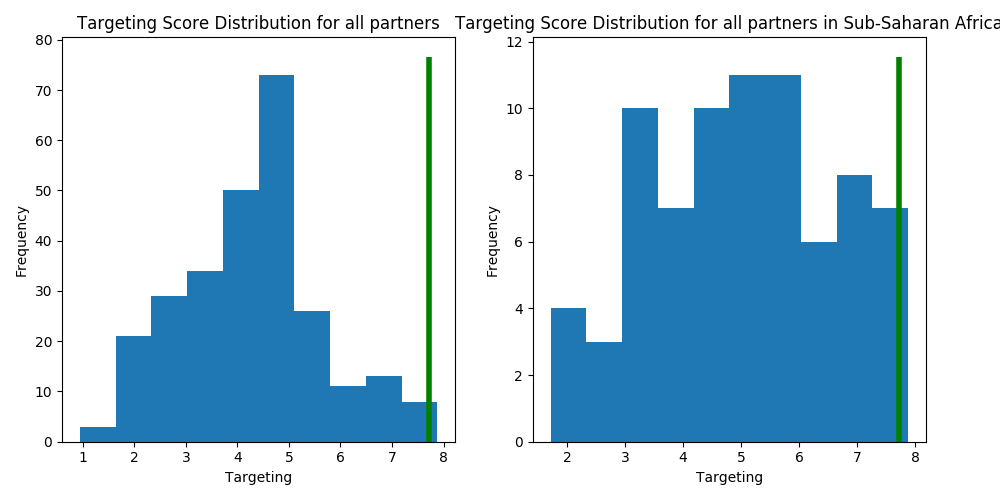 Targeting Score Distribution for all partners
80
70
60
50
40
30
20
10
0
Frequency
1 2 3 4 5 6 7 8
Targeting
Targeting Score Distribution for all partners in Sub-Saharan Africa
12
10
8
6
4
2
0
Frequency
2 3 4 5 6 7 8
Targeting